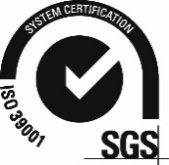 SYSTEM CERTIFICATION
ISO 39001
SGS